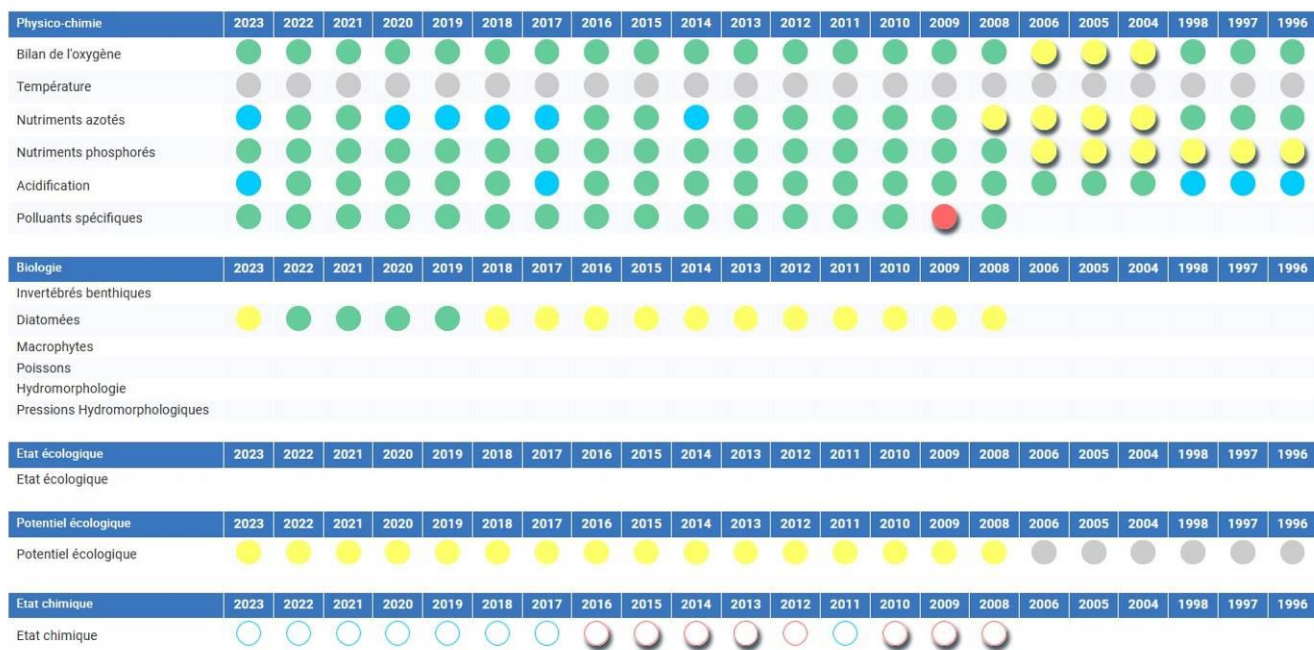 Physico-chimie 2023 2022 2021 2020 2019 2018 2017 2016 2015 2014 2013 2012 2011 2010 2009 2008 2006 2005 2004 1998 1997 1996
Bilan de l'oxygène
Température
Nutriments azotés
Nutriments phosphorés
Acidification
Polluants spécifiques
Biologie 2023 2022 2021 2020 2019 2018 2017 2016 2015 2014 2013 2012 2011 2010 2009 2008 2006 2005 2004 1998 1997 1996
Invertébrés benthiques
Diatomées
Macrophytes
Poissons
Hydromorphologie
Pressions Hydromorphologiques
Etat écologique 2023 2022 2021 2020 2019 2018 2017 2016 2015 2014 2013 2012 2011 2010 2009 2008 2006 2005 2004 1998 1997 1996
Etat écologique
Potentiel écologique 2023 2022 2021 2020 2019 2018 2017 2016 2015 2014 2013 2012 2011 2010 2009 2008 2006 2005 2004 1998 1997 1996
Potentiel écologique
Etat chimique 2023 2022 2021 2020 2019 2018 2017 2016 2015 2014 2013 2012 2011 2010 2009 2008 2006 2005 2004 1998 1997 1996
Etat chimique